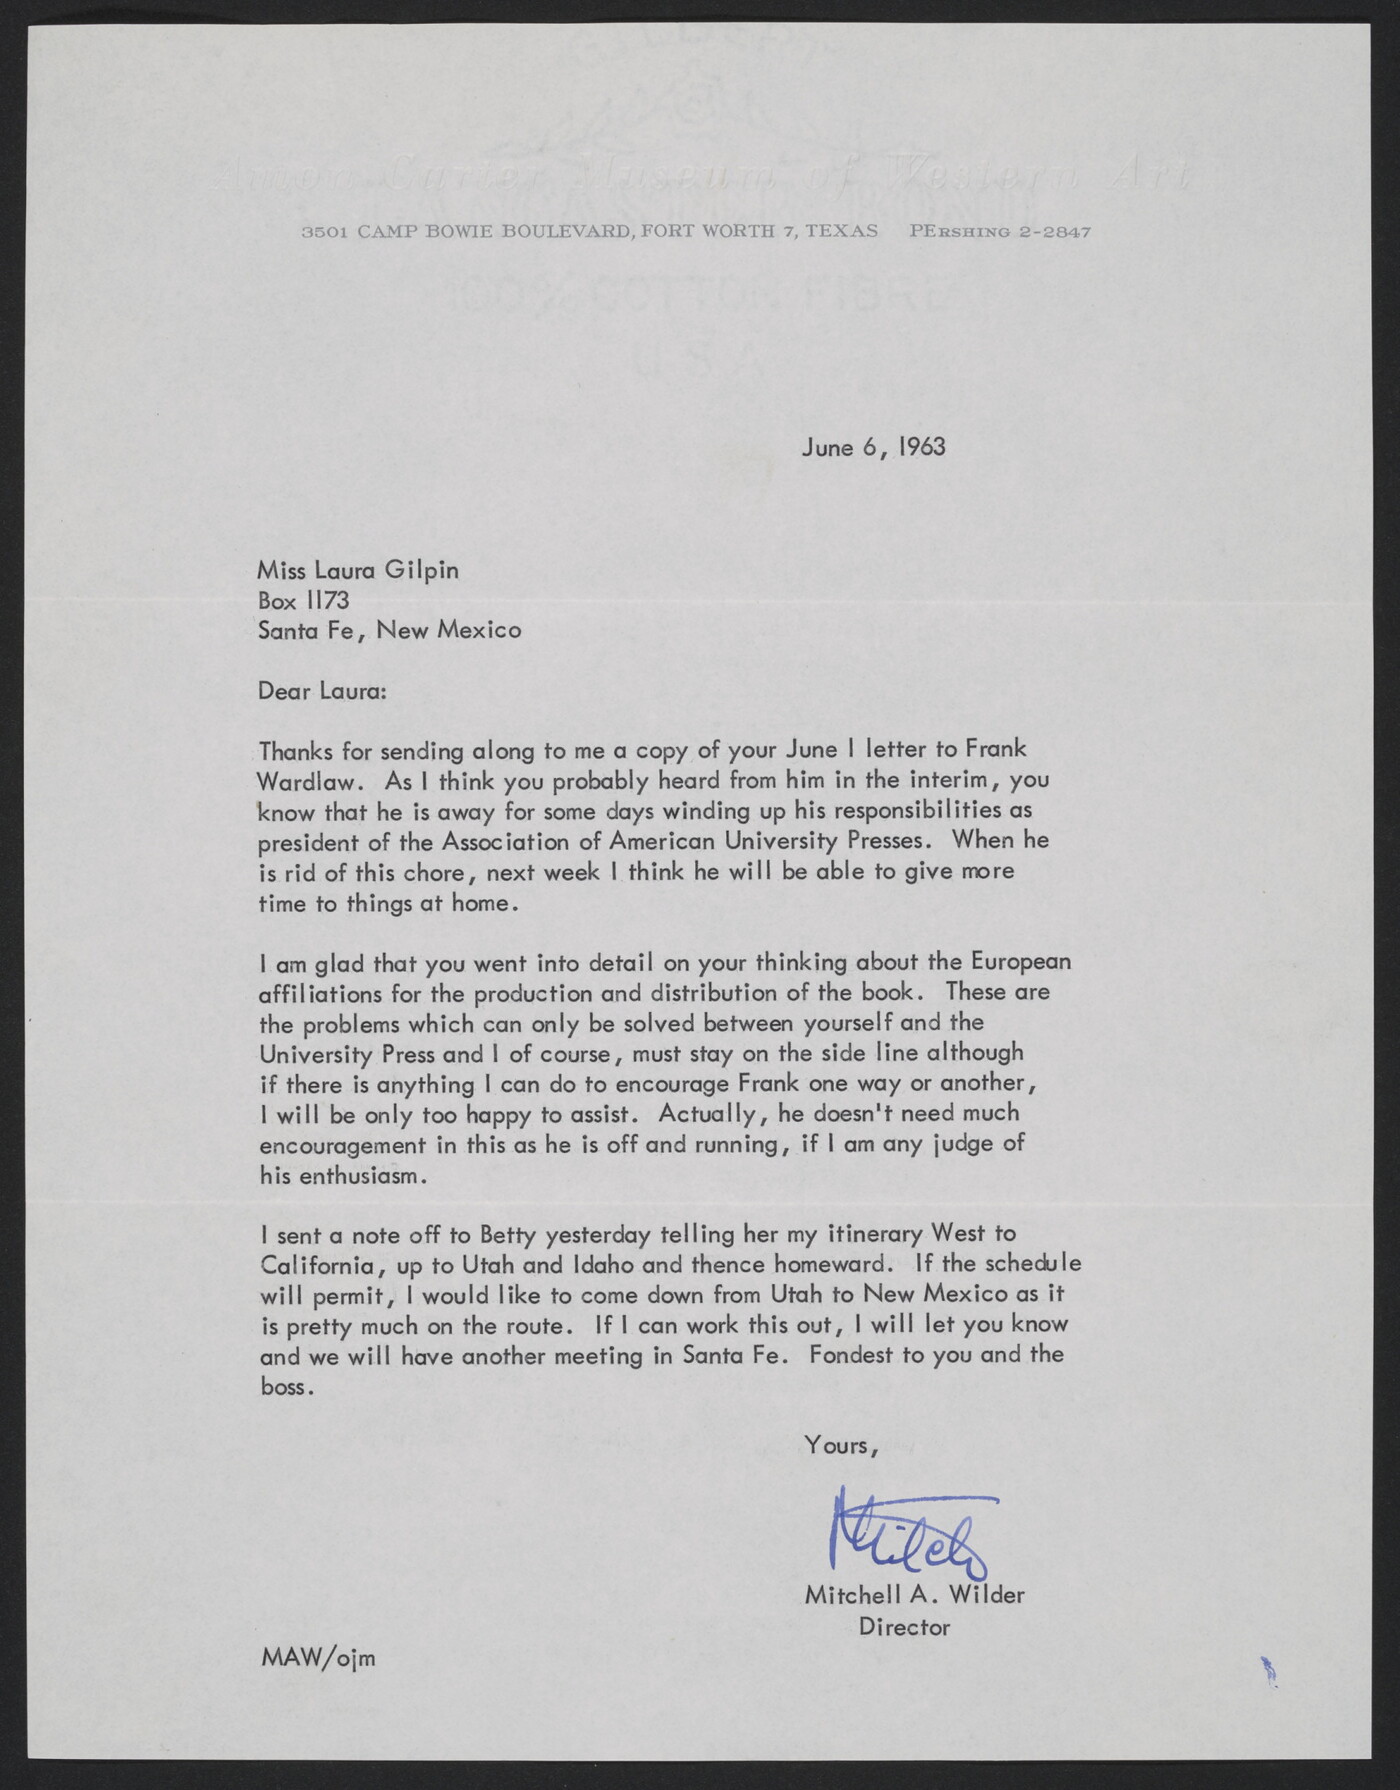 Amon Carter Museum of Western Art
3501 CAMP BOWIE BOULEVARD, FORT WORTH 7, TEXAS PERSHING 2-2847
100% COTTON FIBRE
U S A
June 6, 1963
Miss Laura Gilpin
Box 1173
Santa Fe, New Mexico
Dear Laura:
Thanks for sending along to me a copy of your June 1 letter to Frank
Wardlaw. As I think you probably heard from him in the interim, you
know that he is away for some days winding up his responsibilities as
president of the Association of American University Presses. When he
is rid of this chore, next week I think he will be able to give more
time to things at home.
I am glad that you went into detail on your thinking about the European
affiliations for the production and distribution of the book. These are
the problems which can only be solved between yourself and the
University Press and I of course, must stay on the side line although
if there is anything I can do to encourage Frank one way or another,
I will be only too happy to assist. Actually, he doesn't need much
encouragement in this as he is off and running, if I am any judge of
his enthusiasm.
I sent a note off to Betty yesterday telling her my itinerary West to
California, up to Utah and Idaho and thence homeward. If the schedule
will permit, I would like to come down from Utah to New Mexico as it
is pretty much on the route. If I can work this out, I will let you know
and we will have another meeting in Santa Fe. Fondest to you and the
boss.
Yours,
Mitch
Mitchell A. Wilder
Director
MAW/ojm